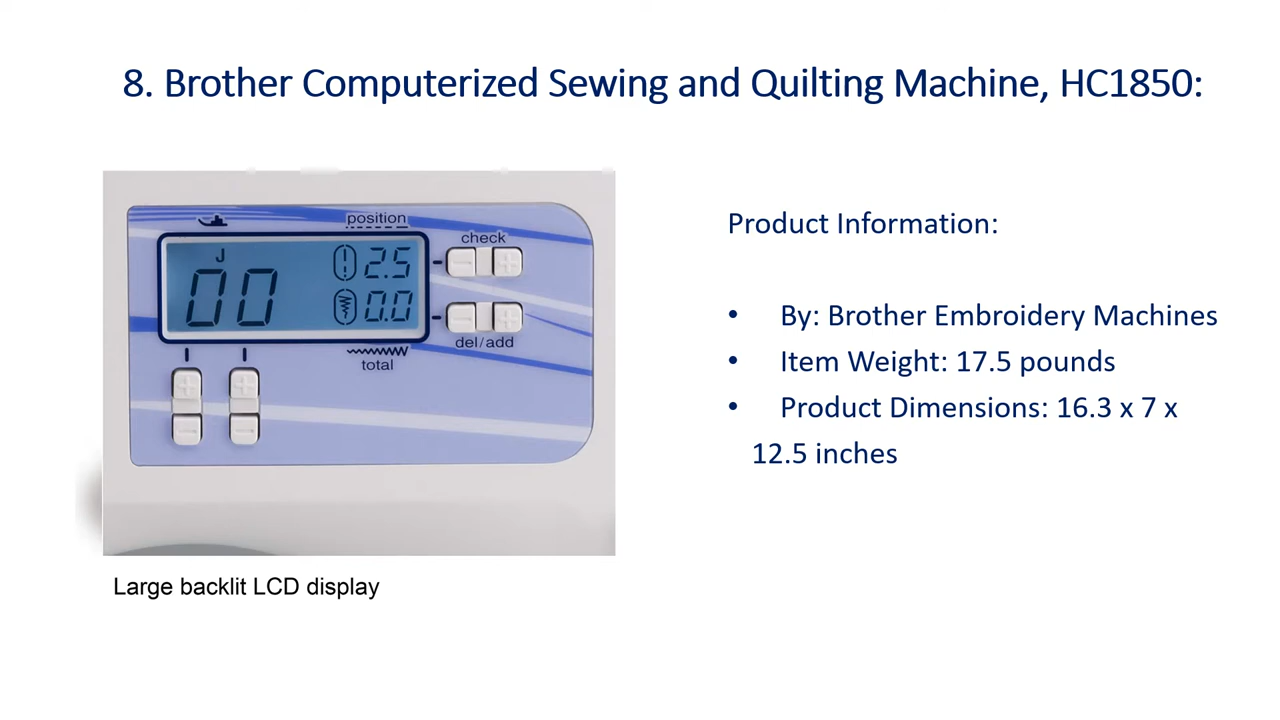 8. Brother Computerized Sewing and Quilting Machine, HC1850:
position
check
J
00
2.5
0.0
del/add
total
Large backlit LCD display
Product Information:
• By: Brother Embroidery Machines
• Item Weight: 17.5 pounds
• Product Dimensions: 16.3 x 7 x
12.5 inches